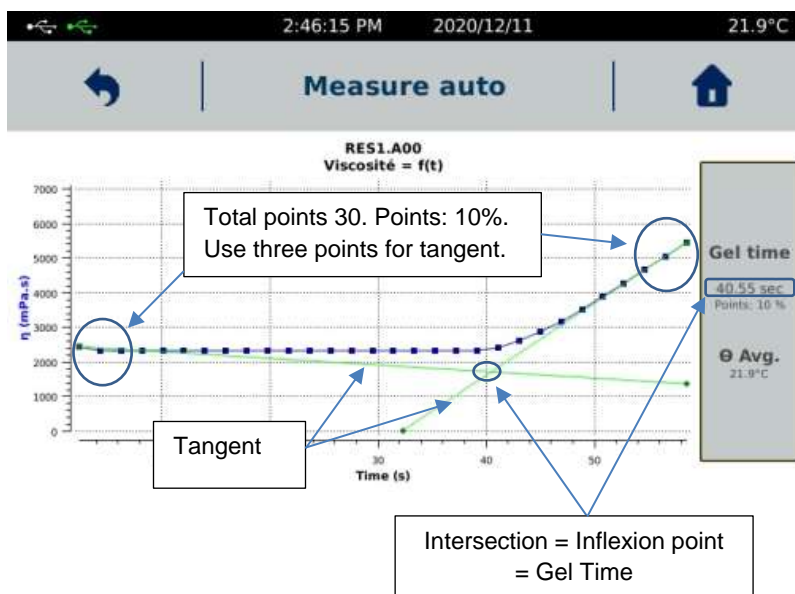 2:46:15 PM 2020/12/11 21.9°C
Measure auto
RES1.A00
Viscosité = f(t)
7000
6000
5000
4000
3000
2000
1000
0
η (mPa.s)
Total points 30. Points: 10%.
Use three points for tangent.
Gel time
40.55 sec
Points: 10 %
Θ Avg.
21.9°C
Tangent
30 40 50
Time (s)
Intersection = Inflexion point
= Gel Time